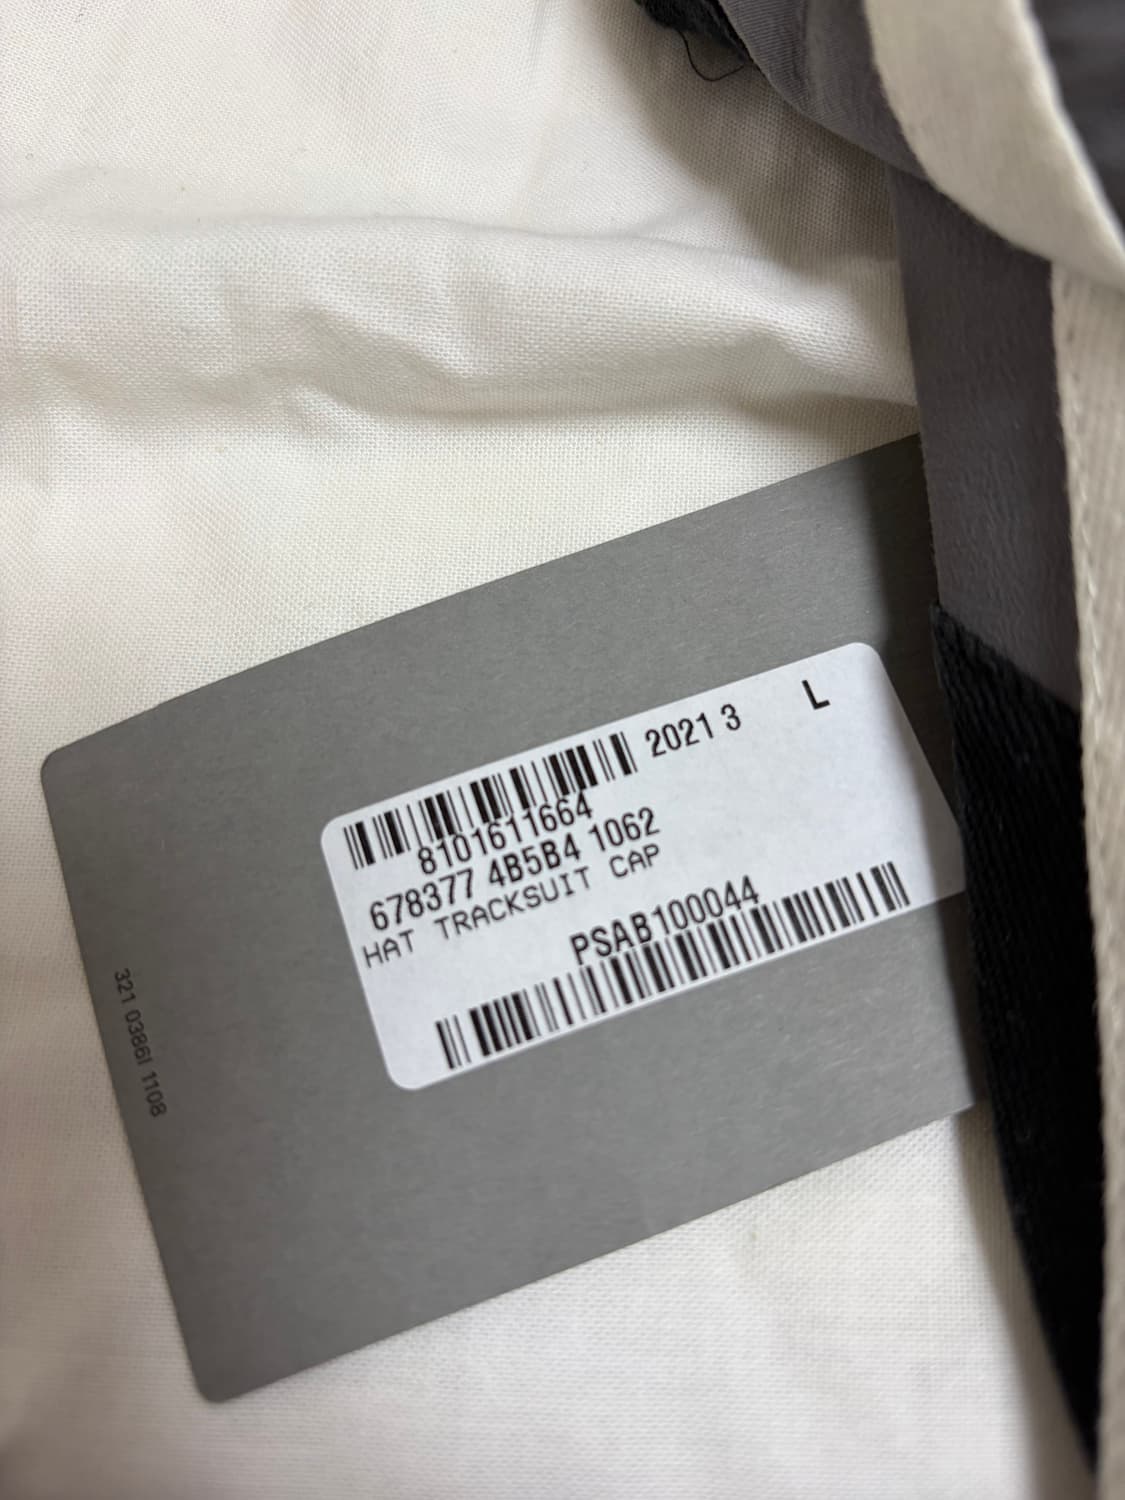 2021 3 L
8101611664
678377 4B5B4 1062
HAT TRACKSUIT CAP
PSAB100044
321 0386I 1108